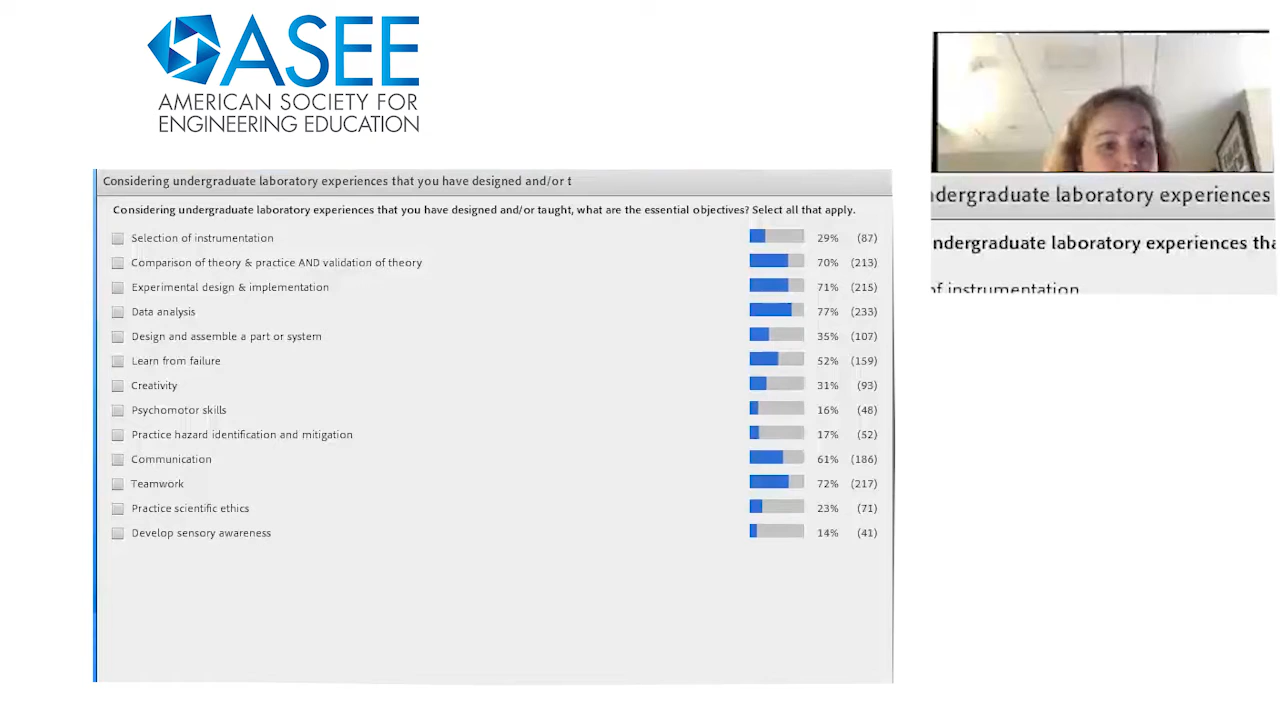 ASEE
AMERICAN SOCIETY FOR
ENGINEERING EDUCATION
Considering undergraduate laboratory experiences that you have designed and/or t
Considering undergraduate laboratory experiences that you have designed and/or taught, what are the essential objectives? Select all that apply.
Selection of instrumentation 29% (87)
Comparison of theory & practice AND validation of theory 70% (213)
Experimental design & implementation 71% (215)
Data analysis 77% (233)
Design and assemble a part or system 35% (107)
Learn from failure 52% (159)
Creativity 31% (93)
Psychomotor skills 16% (48)
Practice hazard identification and mitigation 17% (52)
Communication 61% (186)
Teamwork 72% (217)
Practice scientific ethics 23% (71)
Develop sensory awareness 14% (41)
ndergraduate laboratory experiences
ndergraduate laboratory experiences tha
of instrumentation